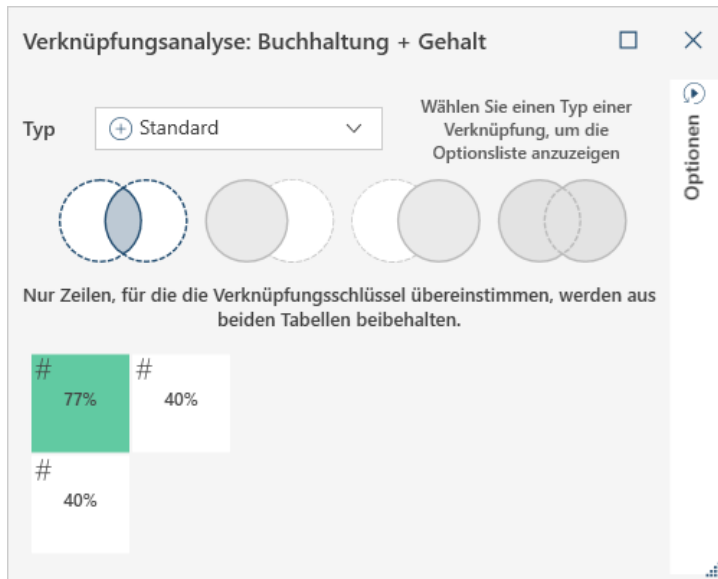 Verknüpfungsanalyse: Buchhaltung + Gehalt
Typ
Standard
Wählen Sie einen Typ einer
Verknüpfung, um die
Optionsliste anzuzeigen
Optionen
Nur Zeilen, für die die Verknüpfungsschlüssel übereinstimmen, werden aus
beiden Tabellen beibehalten.
# #
77% 40%
#
40%